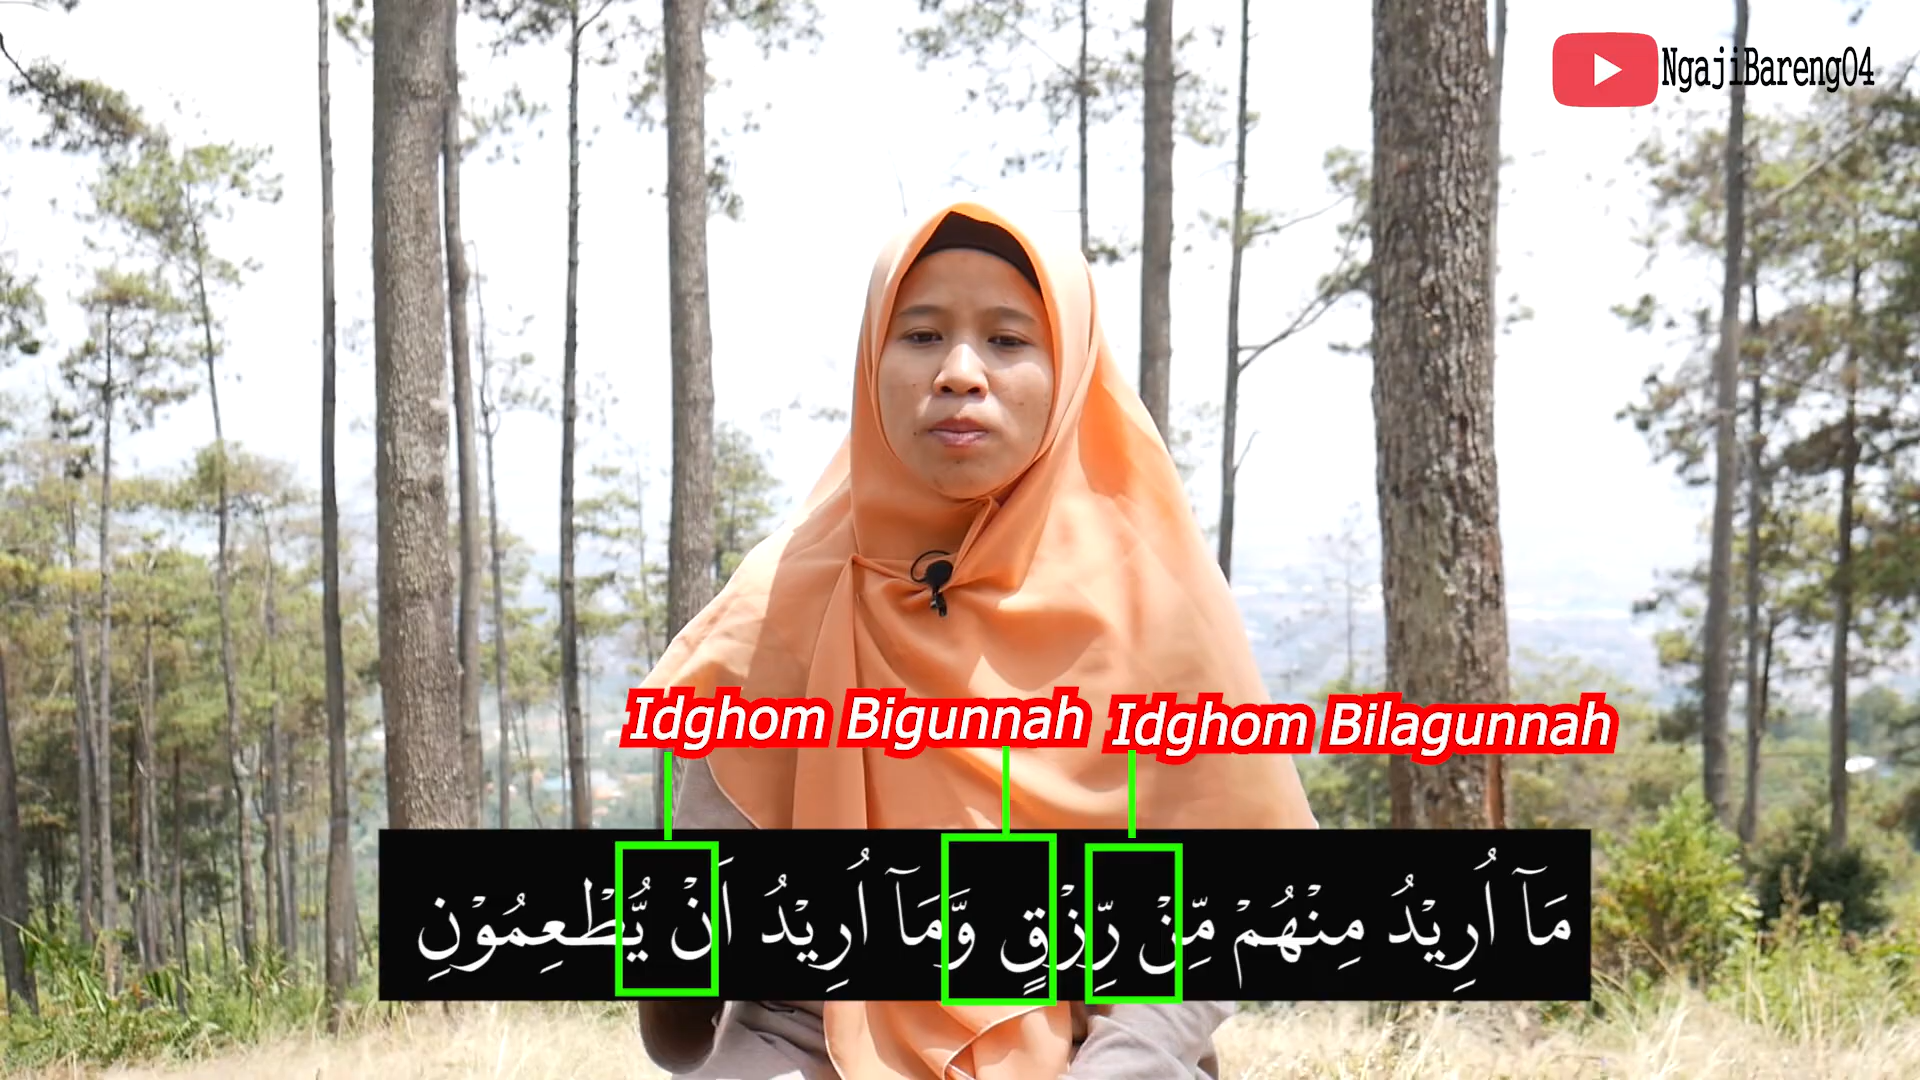 NgajiBareng04
Idghom Bigunnah Idghom Bilagunnah
مَآ اُرِيْدُ مِنْهُمْ مِّنْ رِّزْقٍ وَّمَآ اُرِيْدُ اَنْ يُّطْعِمُوْنِ